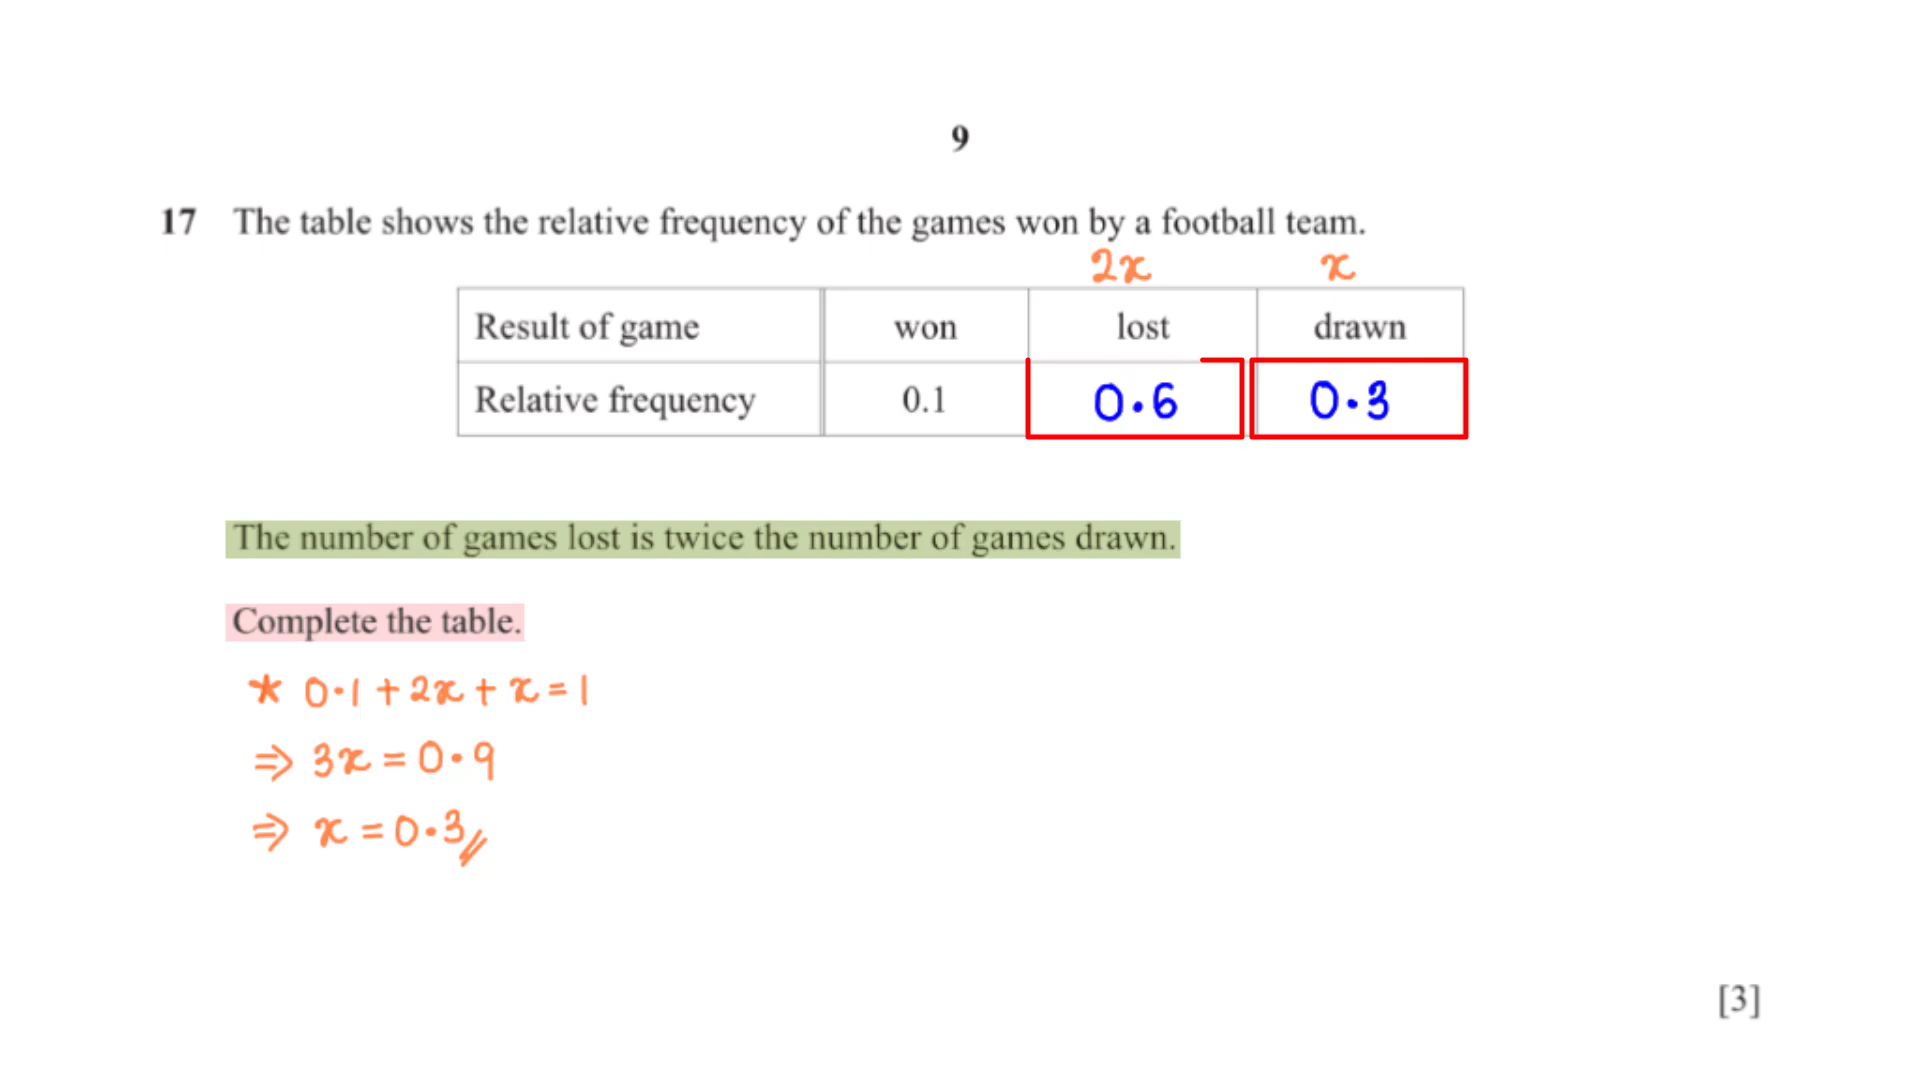 9
17 The table shows the relative frequency of the games won by a football team.
2x x
Result of game won lost drawn
Relative frequency 0.1 0.6 0.3
The number of games lost is twice the number of games drawn.
Complete the table.
* 0.1 + 2x + x = 1
⇒ 3x = 0.9
⇒ x = 0.3//
[3]